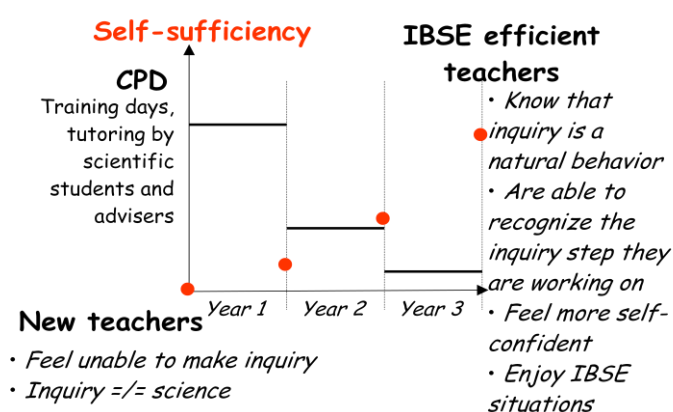 Self-sufficiency
CPD
Training days,
tutoring by
scientific
students and
advisers
IBSE efficient
teachers
• Know that
inquiry is a
natural behavior
• Are able to
recognize the
inquiry step they
are working on
• Feel more self-
confident
• Enjoy IBSE
situations
Year 1
Year 2
Year 3
New teachers
• Feel unable to make inquiry
• Inquiry =/= science